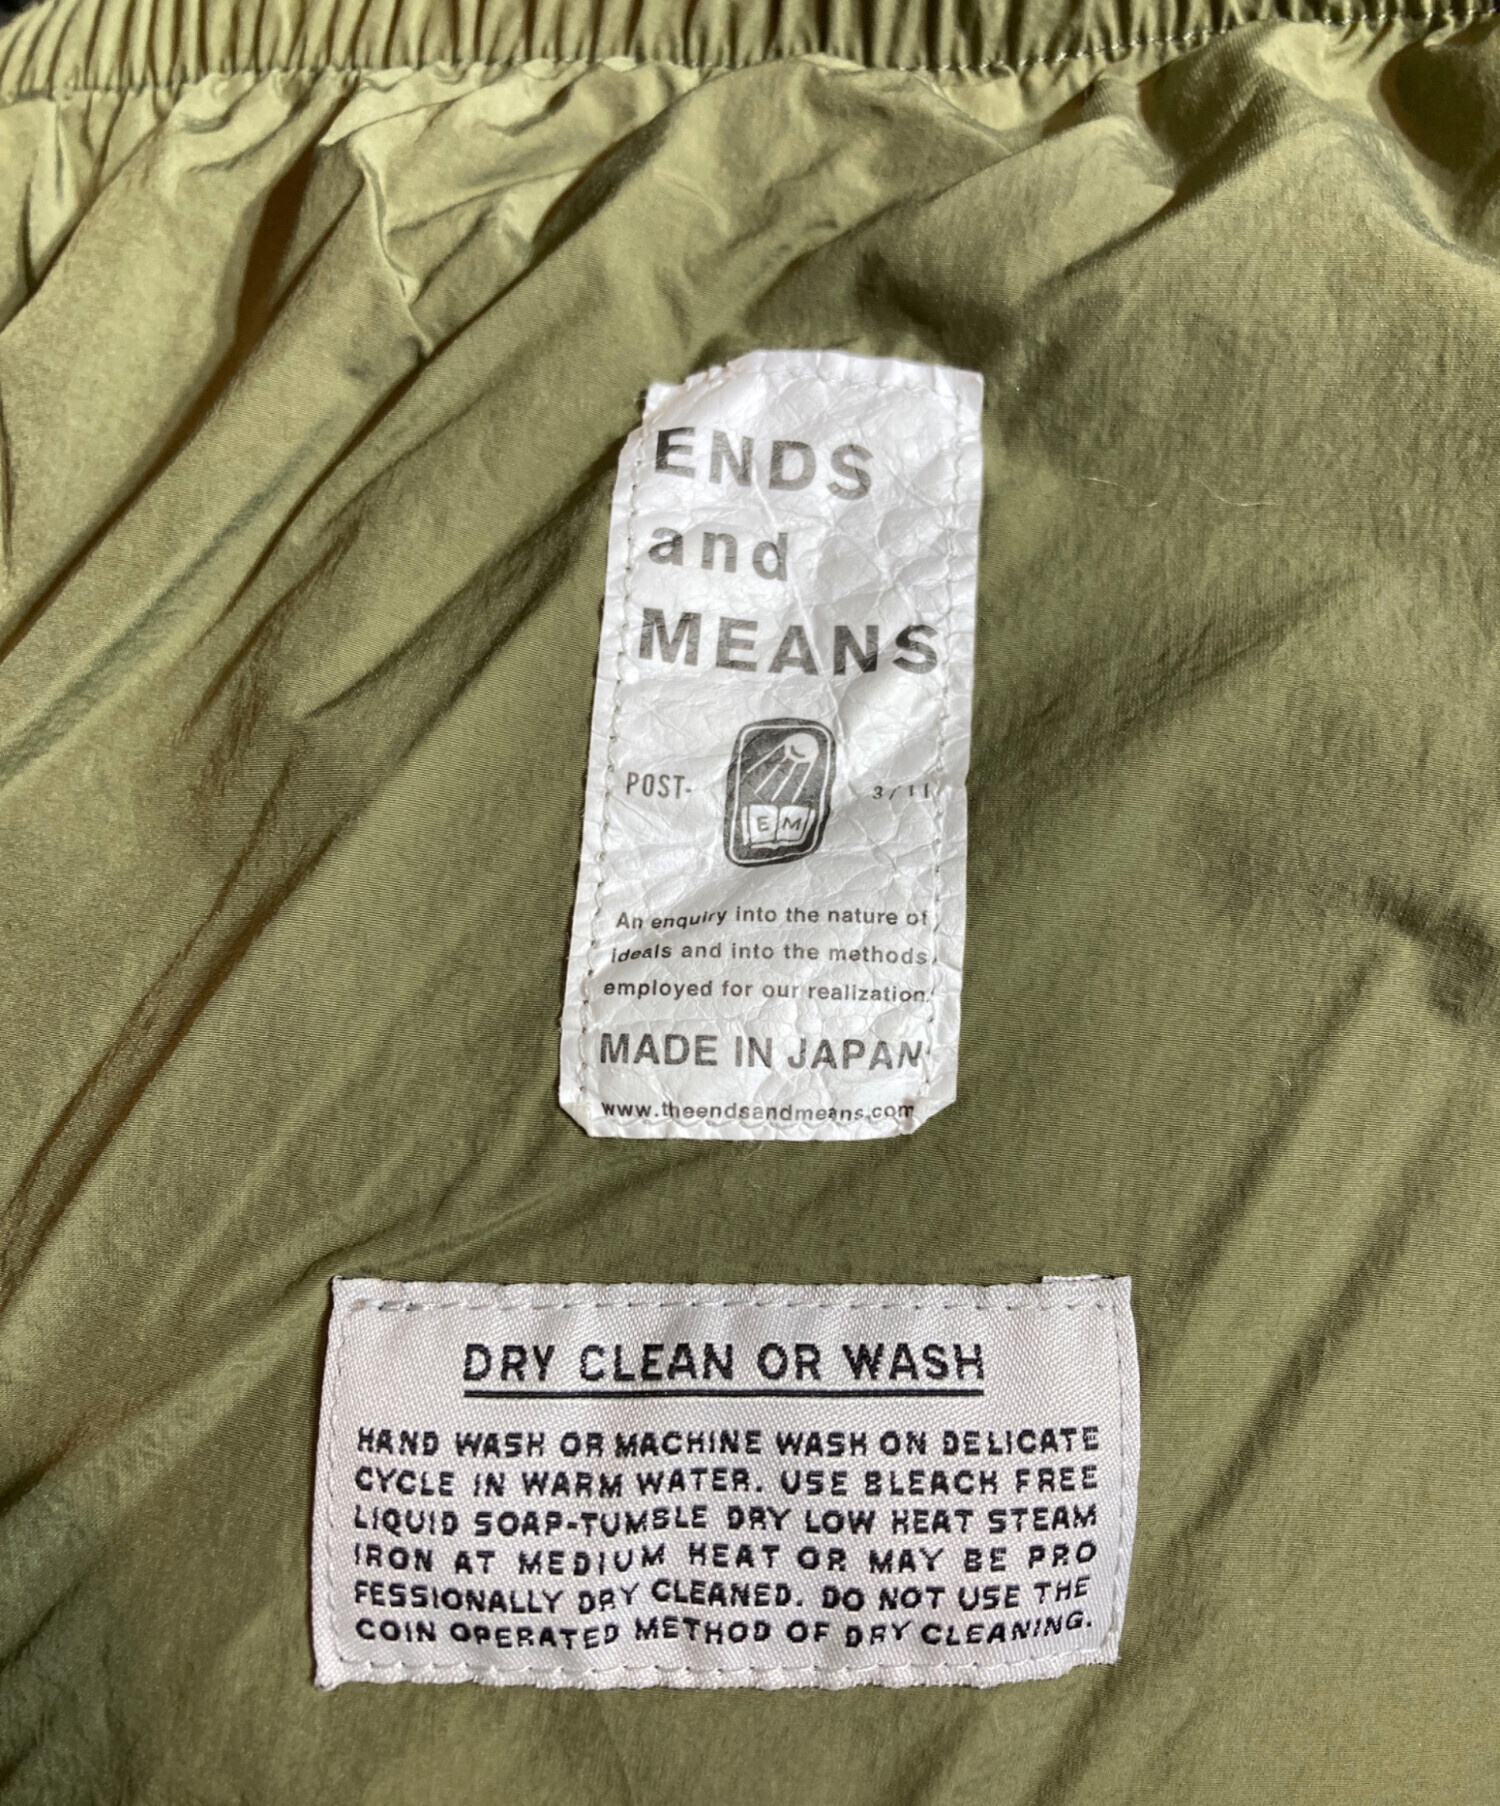 ENDS
and
MEANS
POST- 3/11
E M
An enquiry into the nature of
ideals and into the methods
employed for our realization.
MADE IN JAPAN
www.theendsandmeans.com
DRY CLEAN OR WASH
HAND WASH OR MACHINE WASH ON DELICATE
CYCLE IN WARM WATER. USE BLEACH FREE
LIQUID SOAP-TUMBLE DRY LOW HEAT STEAM
IRON AT MEDIUM HEAT OR MAY BE PRO
FESSIONALLY DRY CLEANED. DO NOT USE THE
COIN OPERATED METHOD OF DRY CLEANING.